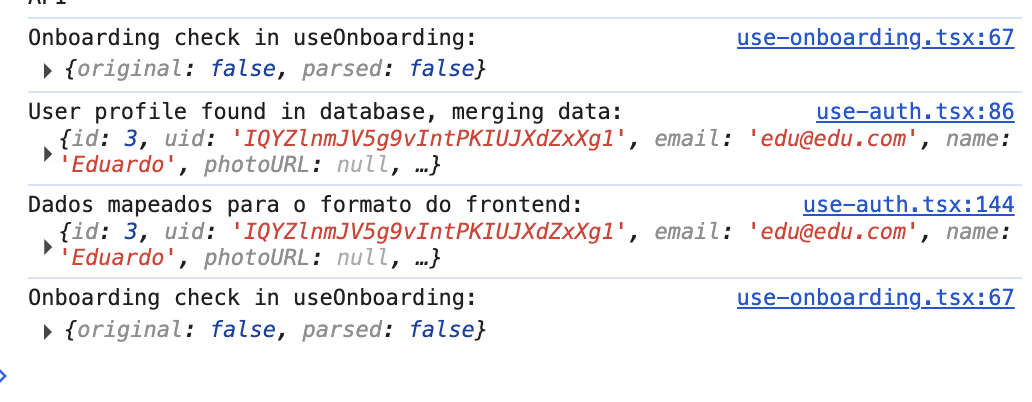 API
Onboarding check in useOnboarding: use-onboarding.tsx:67
{original: false, parsed: false}
User profile found in database, merging data: use-auth.tsx:86
{id: 3, uid: 'IQYZlnmJV5g9vIntPKIUJXdZxXg1', email: 'edu@edu.com', name:
'Eduardo', photoURL: null, …}
Dados mapeados para o formato do frontend: use-auth.tsx:144
{id: 3, uid: 'IQYZlnmJV5g9vIntPKIUJXdZxXg1', email: 'edu@edu.com', name:
'Eduardo', photoURL: null, …}
Onboarding check in useOnboarding: use-onboarding.tsx:67
{original: false, parsed: false}